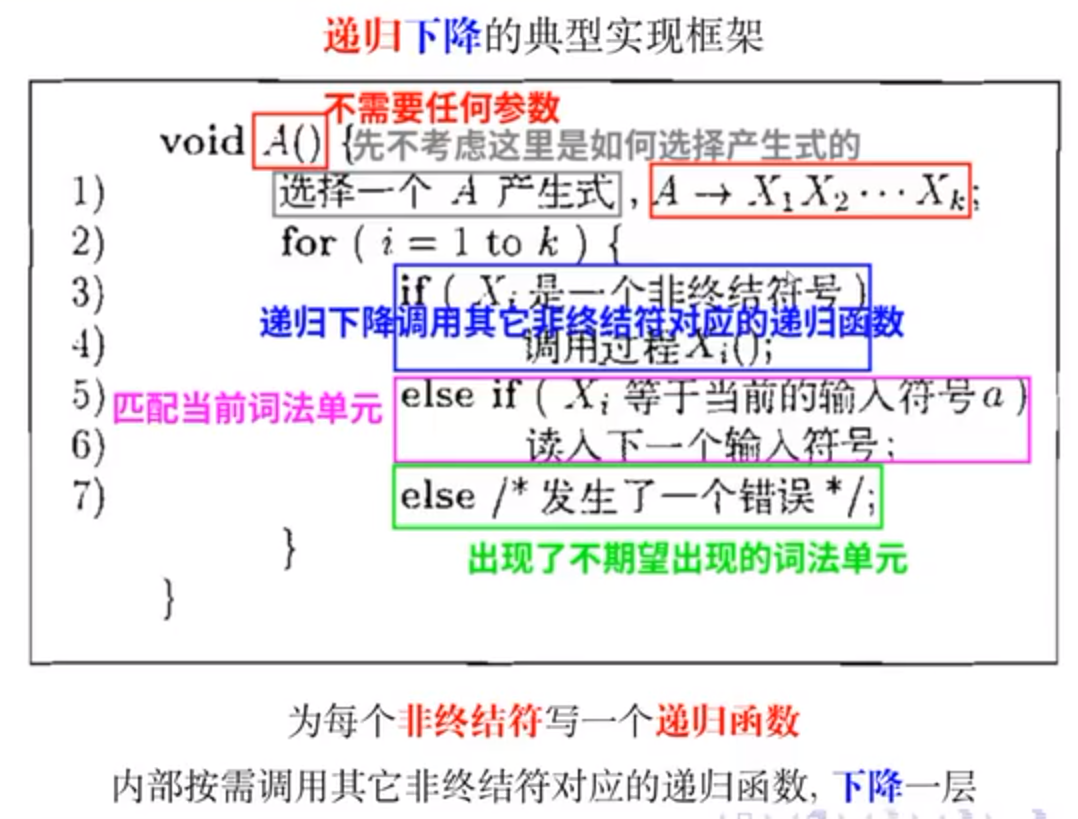 递归下降的典型实现框架
不需要任何参数
void A() {先不考虑这里是如何选择产生式的
1) 选择一个 A 产生式 , A → X₁X₂⋯Xₖ;
2) for ( i = 1 to k ) {
3) if ( Xᵢ 是一个非终结符号 )
递归下降调用其它非终结符对应的递归函数
4) 调用过程Xᵢ();
5) else if ( Xᵢ 等于当前的输入符号a )
匹配当前词法单元
6) 读入下一个输入符号;
7) else /* 发生了一个错误 */;
}
出现了不期望出现的词法单元
}
为每个非终结符写一个递归函数
内部按需调用其它非终结符对应的递归函数, 下降一层